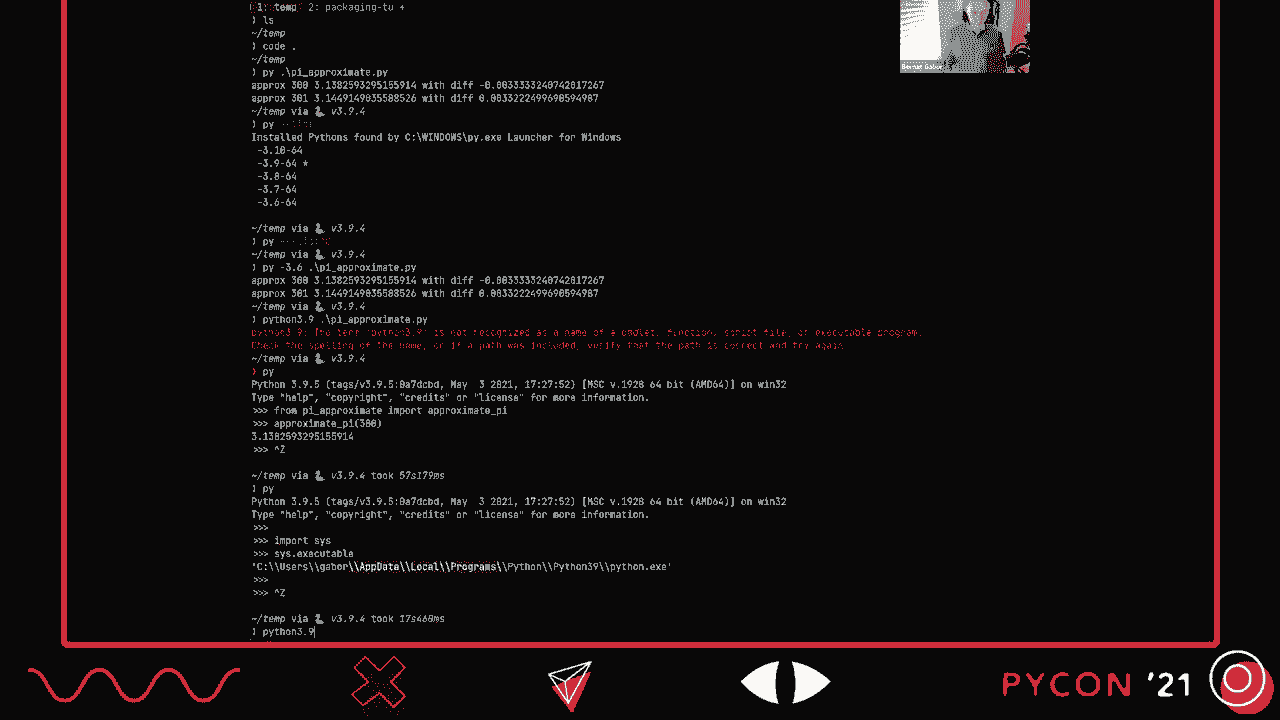 1: temp 2: packaging-tu +
) ls
~/temp
) code .
~/temp
) py .\pi_approximate.py
approx 300 3.1382593295155914 with diff -0.0033333240742017267
approx 301 3.1449149035588526 with diff 0.0033222499690594987
~/temp via v3.9.4
) py
Installed Pythons found by C:\WINDOWS\py.exe Launcher for Windows
-3.10-64
-3.9-64 *
-3.8-64
-3.7-64
-3.6-64
~/temp via v3.9.4
) py
~/temp via v3.9.4
) py -3.6 .\pi_approximate.py
approx 300 3.1382593295155914 with diff -0.0033333240742017267
approx 301 3.1449149035588526 with diff 0.0033222499690594987
~/temp via v3.9.4
) python3.9 .\pi_approximate.py
python3.9: The term 'python3.9' is not recognized as a name of a cmdlet, function, script file, or executable program.
Check the spelling of the name, or if a path was included, verify that the path is correct and try again.
~/temp via v3.9.4
) py
Python 3.9.5 (tags/v3.9.5:0a7dcbd, May  3 2021, 17:27:52) [MSC v.1928 64 bit (AMD64)] on win32
Type "help", "copyright", "credits" or "license" for more information.
>>> from pi_approximate import approximate_pi
>>> approximate_pi(300)
3.1382593295155914
>>> ^Z
~/temp via v3.9.4 took 57s179ms
) py
Python 3.9.5 (tags/v3.9.5:0a7dcbd, May  3 2021, 17:27:52) [MSC v.1928 64 bit (AMD64)] on win32
Type "help", "copyright", "credits" or "license" for more information.
>>>
>>> import sys
>>> sys.executable
'C:\\Users\\gabor\\AppData\\Local\\Programs\\Python\\Python39\\python.exe'
>>>
>>> ^Z
~/temp via v3.9.4 took 17s460ms
) python3.9
Bernat Gabor
PYCON '21